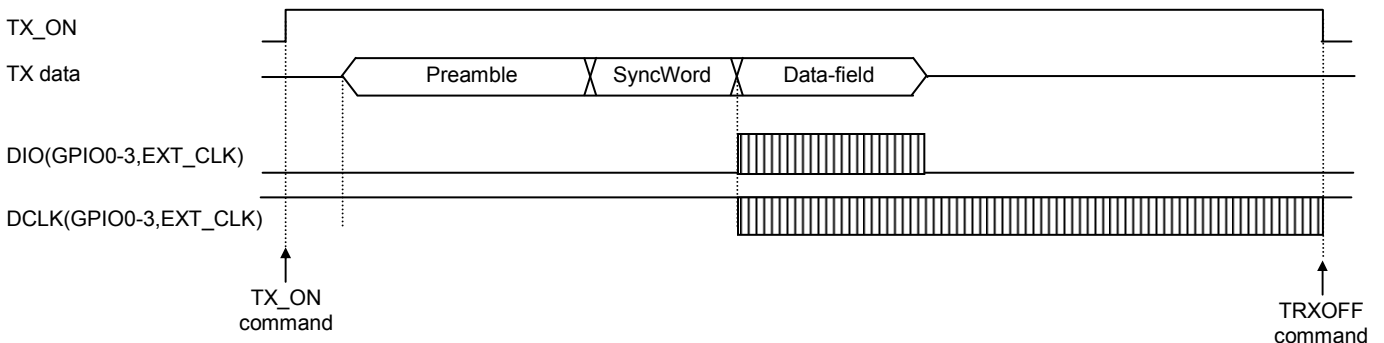 TX_ON
TX data
Preamble
SyncWord
Data-field
DIO(GPIO0-3,EXT_CLK)
DCLK(GPIO0-3,EXT_CLK)
TX_ON
command
TRXOFF
command